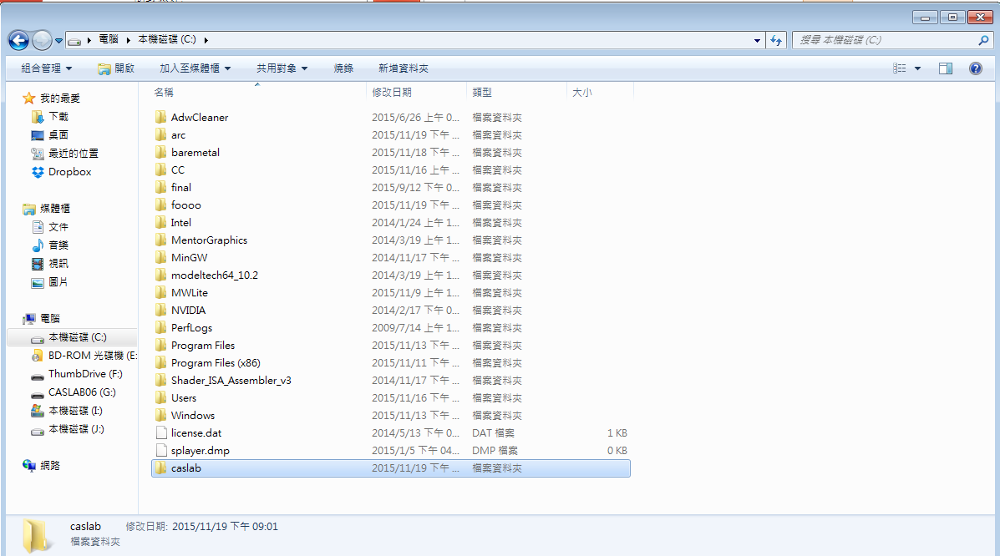 電腦 本機磁碟 (C:)
搜尋 本機磁碟 (C:)
組合管理 開啟 加入至媒體櫃 共用對象 燒錄 新增資料夾
我的最愛
下載
桌面
最近的位置
Dropbox
媒體櫃
文件
音樂
視訊
圖片
電腦
本機磁碟 (C:)
BD-ROM 光碟機 (E:
ThumbDrive (F:)
CASLAB06 (G:)
本機磁碟 (I:)
本機磁碟 (J:)
網路
名稱 修改日期 類型 大小
AdwCleaner 2015/6/26 上午 0... 檔案資料夾
arc 2015/11/19 下午 ... 檔案資料夾
baremetal 2015/11/18 下午 ... 檔案資料夾
CC 2015/11/16 上午 ... 檔案資料夾
final 2015/9/12 下午 0... 檔案資料夾
foooo 2015/11/19 下午 ... 檔案資料夾
Intel 2014/1/24 上午 1... 檔案資料夾
MentorGraphics 2014/3/19 上午 1... 檔案資料夾
MinGW 2014/11/17 下午 ... 檔案資料夾
modeltech64_10.2 2014/3/19 上午 1... 檔案資料夾
MWLite 2015/11/9 上午 1... 檔案資料夾
NVIDIA 2014/2/17 下午 0... 檔案資料夾
PerfLogs 2009/7/14 上午 1... 檔案資料夾
Program Files 2015/11/13 下午 ... 檔案資料夾
Program Files (x86) 2015/11/11 下午 ... 檔案資料夾
Shader_ISA_Assembler_v3 2014/11/17 下午 ... 檔案資料夾
Users 2015/11/16 下午 ... 檔案資料夾
Windows 2015/11/13 下午 ... 檔案資料夾
license.dat 2014/5/13 下午 0... DAT 檔案 1 KB
splayer.dmp 2015/1/5 下午 04... DMP 檔案 0 KB
caslab 2015/11/19 下午 ... 檔案資料夾
caslab 修改日期: 2015/11/19 下午 09:01
檔案資料夾